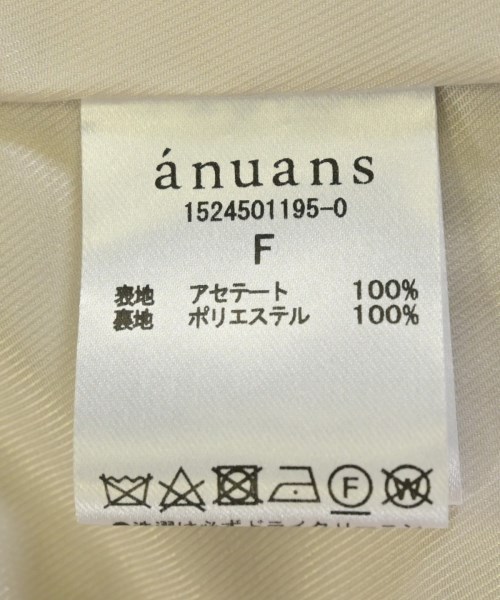 ánuans
1524501195-0
F
表地 アセテート 100%
裏地 ポリエステル 100%
F W